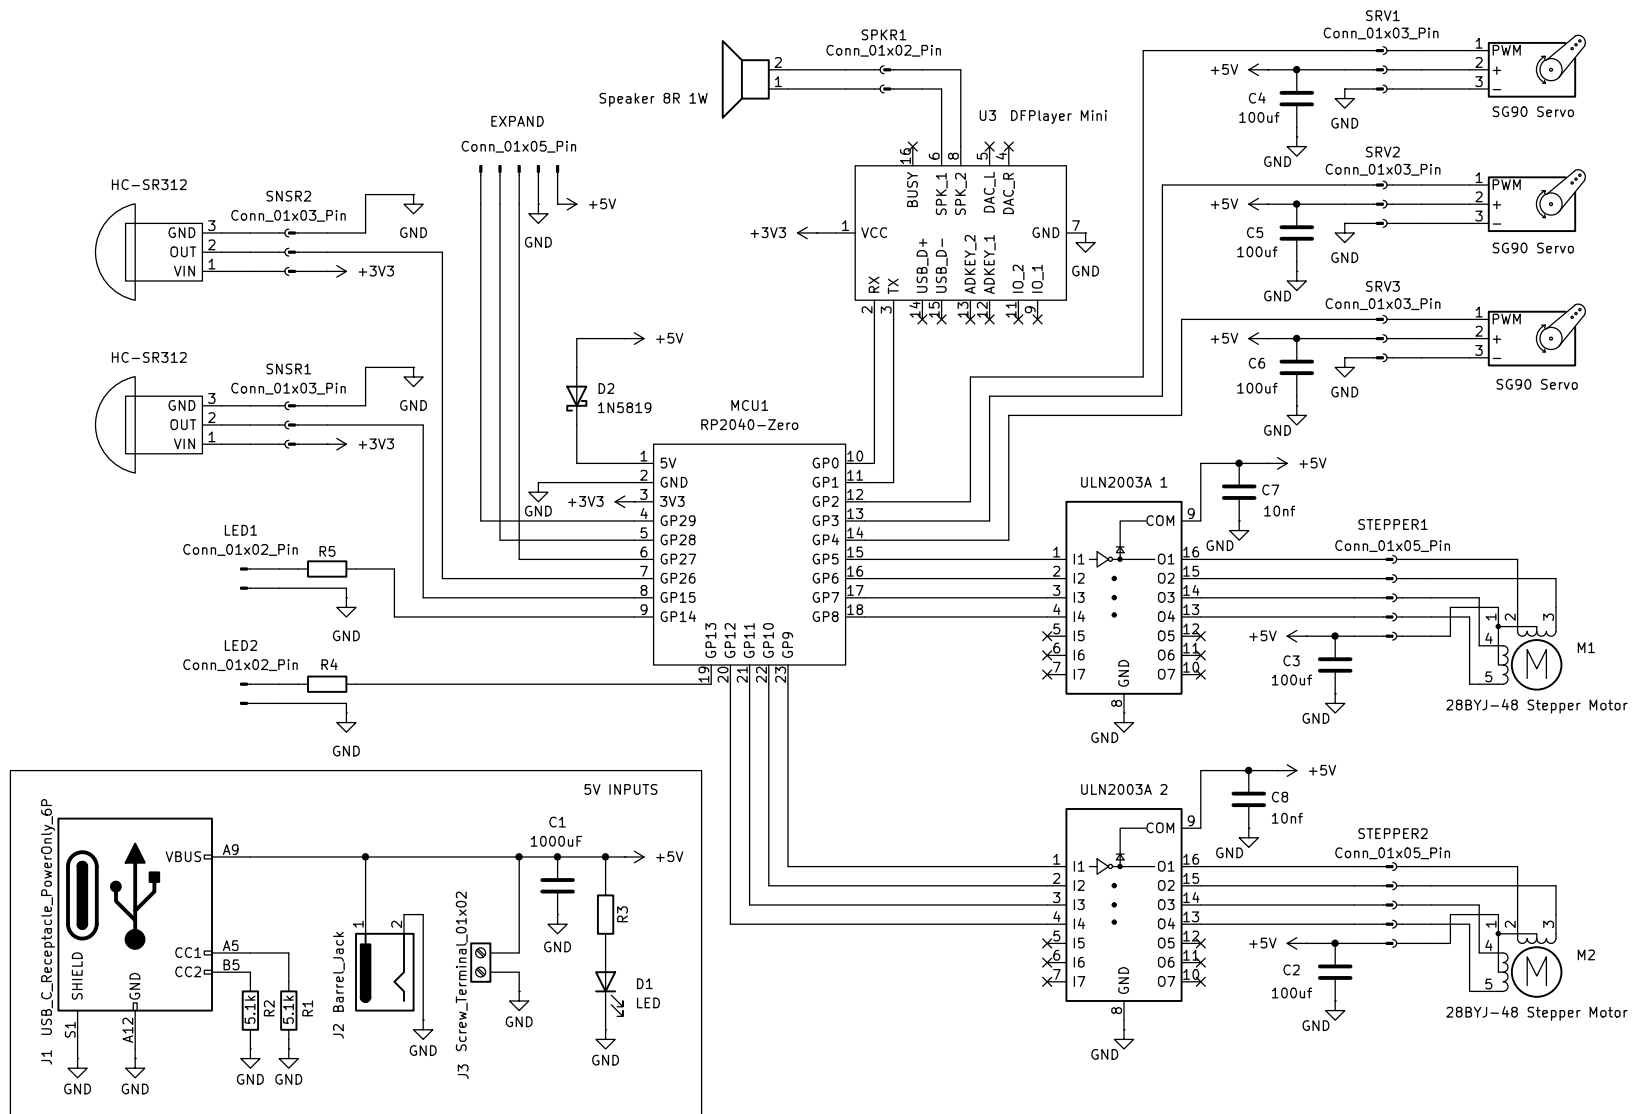 SPKR1
Conn_01x02_Pin
2
1
Speaker 8R 1W
SRV1
Conn_01x03_Pin
1
2
3
PWM
+
−
SG90 Servo
+5V
C4
100uf
GND
GND
SRV2
Conn_01x03_Pin
1
2
3
PWM
+
−
SG90 Servo
+5V
C5
100uf
GND
GND
SRV3
Conn_01x03_Pin
1
2
3
PWM
+
−
SG90 Servo
+5V
C6
100uf
GND
GND
U3 DFPlayer Mini
16
6
8
5
4
BUSY
SPK_1
SPK_2
DAC_L
DAC_R
+3V3
1
VCC
GND
7
GND
RX
TX
USB_D+
USB_D-
ADKEY_2
ADKEY_1
IO_2
IO_1
2
3
14
15
13
12
11
9
EXPAND
Conn_01x05_Pin
+5V
GND
HC-SR312
SNSR2
Conn_01x03_Pin
GND
OUT
VIN
3
2
1
GND
+3V3
HC-SR312
SNSR1
Conn_01x03_Pin
GND
OUT
VIN
3
2
1
GND
+3V3
+5V
D2
1N5819
MCU1
RP2040-Zero
1
2
3
4
5
6
7
8
9
5V
GND
3V3
GP29
GP28
GP27
GP26
GP15
GP14
GND
+3V3
GP0
GP1
GP2
GP3
GP4
GP5
GP6
GP7
GP8
10
11
12
13
14
15
16
17
18
GP13
GP12
GP11
GP10
GP9
19
20
21
22
23
LED1
Conn_01x02_Pin
R5
GND
LED2
Conn_01x02_Pin
R4
GND
ULN2003A 1
COM
9
+5V
C7
10nf
GND
1
2
3
4
5
6
7
I1
I2
I3
I4
I5
I6
I7
O1
O2
O3
O4
O5
O6
O7
16
15
14
13
12
11
10
GND
8
GND
STEPPER1
Conn_01x05_Pin
+5V
C3
100uf
GND
1
2
3
4
5
M
M1
28BYJ-48 Stepper Motor
ULN2003A 2
COM
9
+5V
C8
10nf
GND
1
2
3
4
5
6
7
I1
I2
I3
I4
I5
I6
I7
O1
O2
O3
O4
O5
O6
O7
16
15
14
13
12
11
10
GND
8
GND
STEPPER2
Conn_01x05_Pin
+5V
C2
100uf
GND
1
2
3
4
5
M
M2
28BYJ-48 Stepper Motor
5V INPUTS
J1 USB_C_Receptacle_PowerOnly_6P
VBUS
A9
CC1
A5
CC2
B5
SHIELD
GND
S1
A12
GND
GND
5.1k
R2
5.1k
R1
GND
GND
J2 Barrel_Jack
1
2
GND
J3 Screw_Terminal_01x02
GND
C1
1000uF
GND
+5V
R3
D1
LED
GND